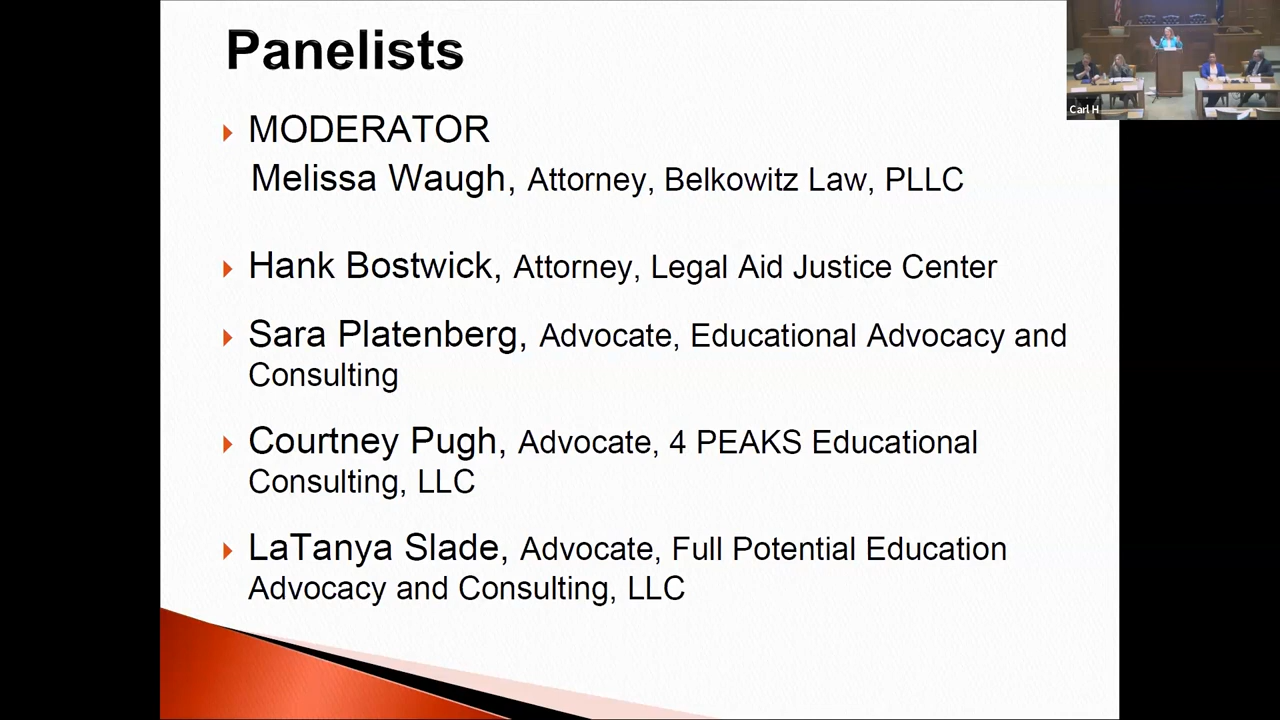 Panelists
MODERATOR
Melissa Waugh, Attorney, Belkowitz Law, PLLC
Hank Bostwick, Attorney, Legal Aid Justice Center
Sara Platenberg, Advocate, Educational Advocacy and
Consulting
Courtney Pugh, Advocate, 4 PEAKS Educational
Consulting, LLC
LaTanya Slade, Advocate, Full Potential Education
Advocacy and Consulting, LLC
Carl H